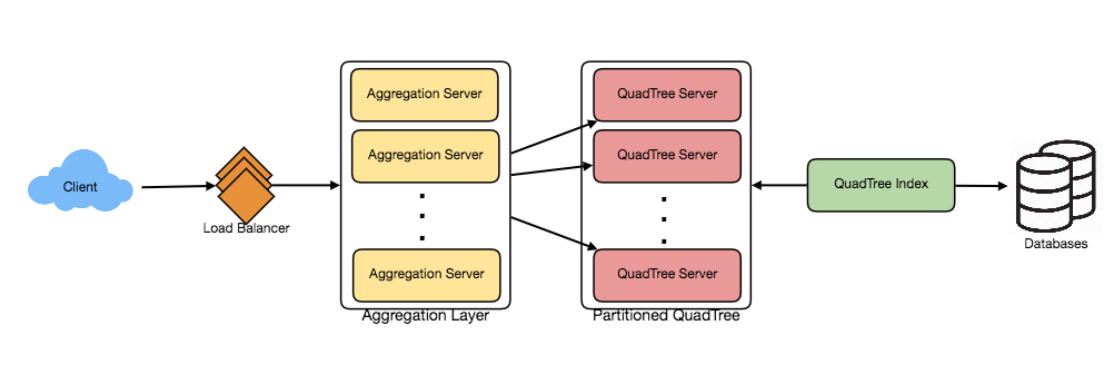 Client
Load Balancer
Aggregation Server
Aggregation Server
Aggregation Server
Aggregation Layer
QuadTree Server
QuadTree Server
QuadTree Server
Partitioned QuadTree
QuadTree Index
Databases